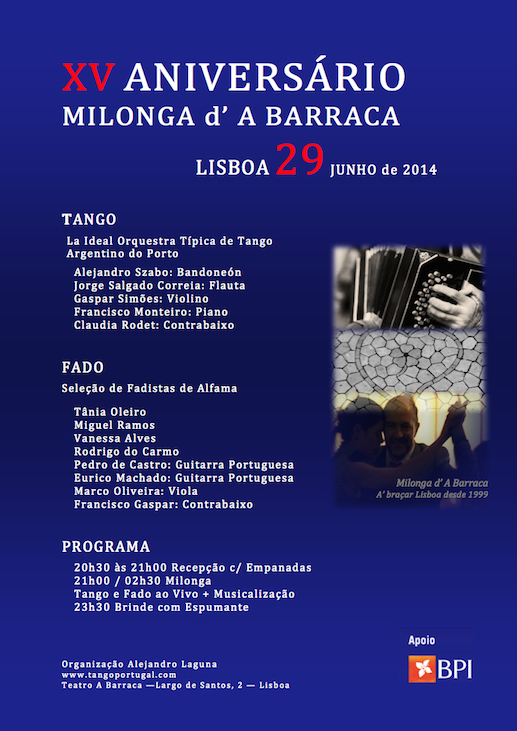 XV ANIVERSÁRIO
MILONGA d' A BARRACA
LISBOA 29 JUNHO de 2014
TANGO
La Ideal Orquestra Típica de Tango
Argentino do Porto
Alejandro Szabo: Bandoneón
Jorge Salgado Correia: Flauta
Gaspar Simões: Violino
Francisco Monteiro: Piano
Claudia Rodet: Contrabaixo
FADO
Seleção de Fadistas de Alfama
Tânia Oleiro
Miguel Ramos
Vanessa Alves
Rodrigo do Carmo
Pedro de Castro: Guitarra Portuguesa
Eurico Machado: Guitarra Portuguesa
Marco Oliveira: Viola
Francisco Gaspar: Contrabaixo
Milonga d' A Barraca
A' braçar Lisboa desde 1999
PROGRAMA
20h30 às 21h00 Recepção c/ Empanadas
21h00 / 02h30 Milonga
Tango e Fado ao Vivo + Musicalização
23h30 Brinde com Espumante
Apoio
BPI
Organização Alejandro Laguna
www.tangoportugal.com
Teatro A Barraca —Largo de Santos, 2 — Lisboa